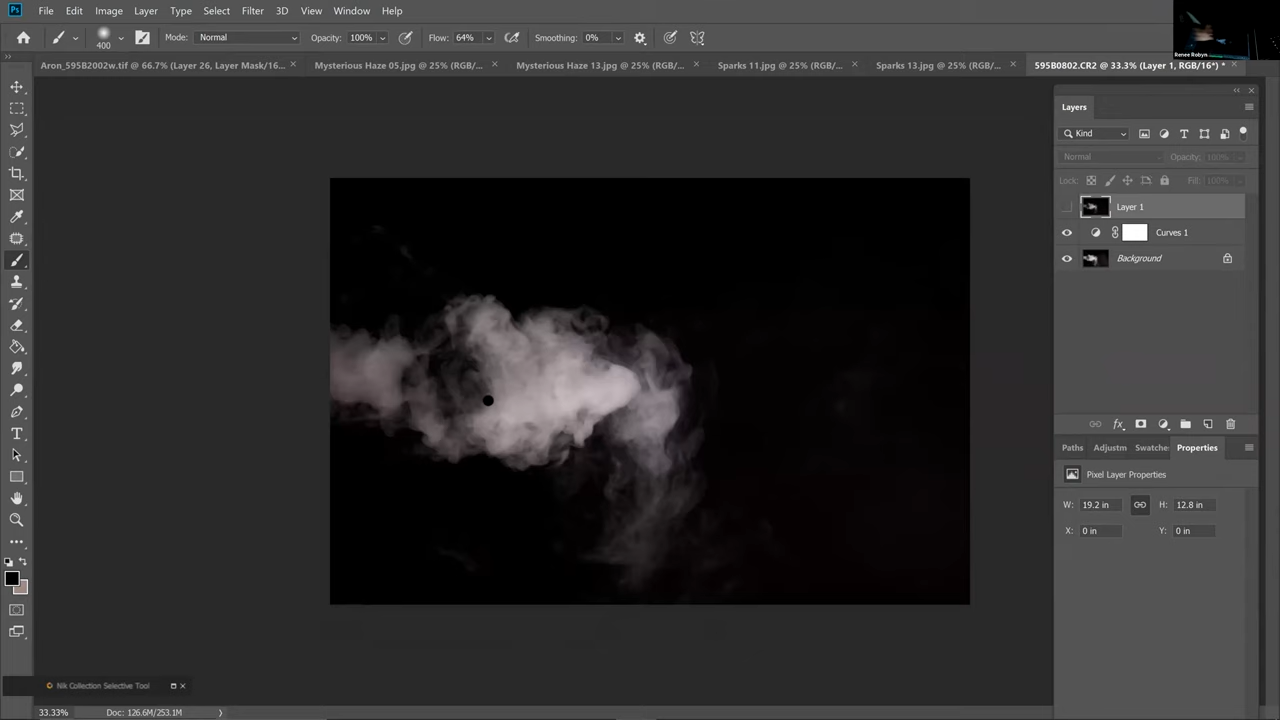 Ps File Edit Image Layer Type Select Filter 3D View Window Help
Renee Robyn
400 Mode: Normal Opacity: 100% Flow: 64% Smoothing: 0%
Aron_595B2002w.tif @ 66.7% (Layer 26, Layer Mask/16... × Mysterious Haze 05.jpg @ 25% (RGB/... × Mysterious Haze 13.jpg @ 25% (RGB/... × Sparks 11.jpg @ 25% (RGB/... × Sparks 13.jpg @ 25% (RGB/... × 595B0802.CR2 @ 33.3% (Layer 1, RGB/16*) * ×
Layers
Kind
Normal Opacity: 100%
Lock: Fill: 100%
Layer 1
Curves 1
Background
fx
Paths Adjustm Swatche Properties
Pixel Layer Properties
W: 19.2 in H: 12.8 in
X: 0 in Y: 0 in
Nik Collection Selective Tool
33.33% Doc: 126.6M/253.1M